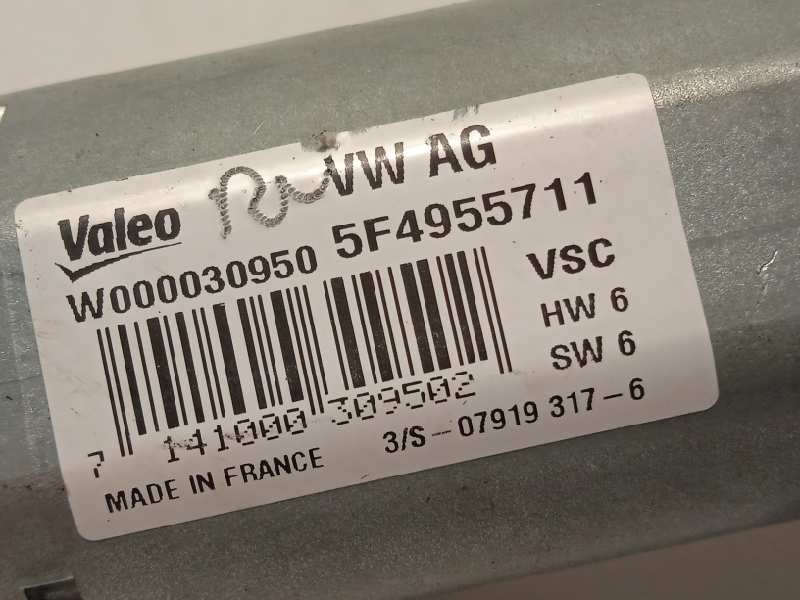 VW AG
Valeo
W000030950 5F4955711
VSC
HW 6
SW 6
7 141000 309502
3/S-07919 317-6
MADE IN FRANCE